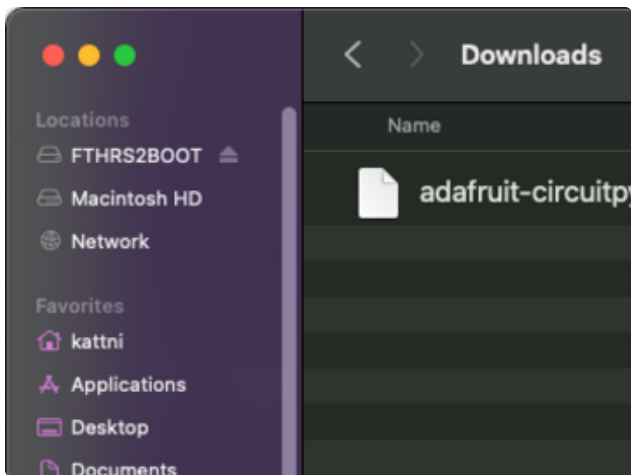 Locations
FTHRS2BOOT
Macintosh HD
Network
Favorites
kattni
Applications
Desktop
Documents
Downloads
Name
adafruit-circuitpy